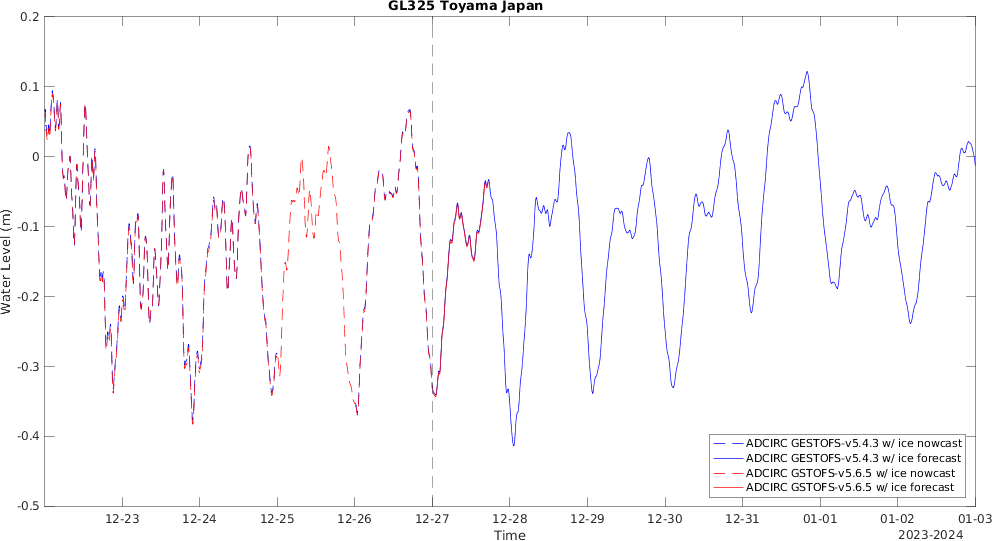 GL325 Toyama Japan
0.2
0.1
0
-0.1
-0.2
-0.3
-0.4
-0.5
Water Level (m)
ADCIRC GESTOFS-v5.4.3 w/ ice nowcast
ADCIRC GESTOFS-v5.4.3 w/ ice forecast
ADCIRC GSTOFS-v5.6.5 w/ ice nowcast
ADCIRC GSTOFS-v5.6.5 w/ ice forecast
12-23 12-24 12-25 12-26 12-27 12-28 12-29 12-30 12-31 01-01 01-02 01-03
Time
2023-2024